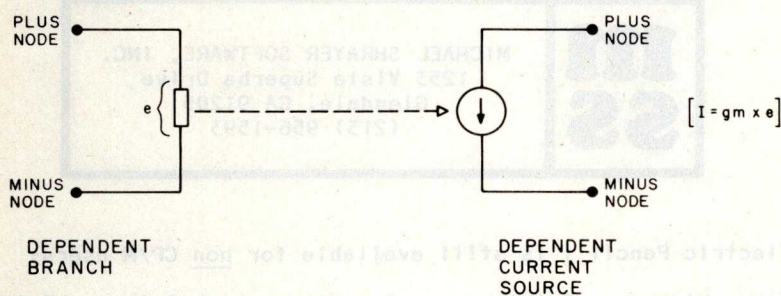 PLUS
NODE
e
MINUS
NODE
DEPENDENT
BRANCH
PLUS
NODE
[I = gm x e]
MINUS
NODE
DEPENDENT
CURRENT
SOURCE
MICHAEL SHRAYER SOFTWARE, INC.
1253 Vista Superba Drive
Glendale, CA 91205
(213) 956-1593
lectric Pencil is still available for non CP/M